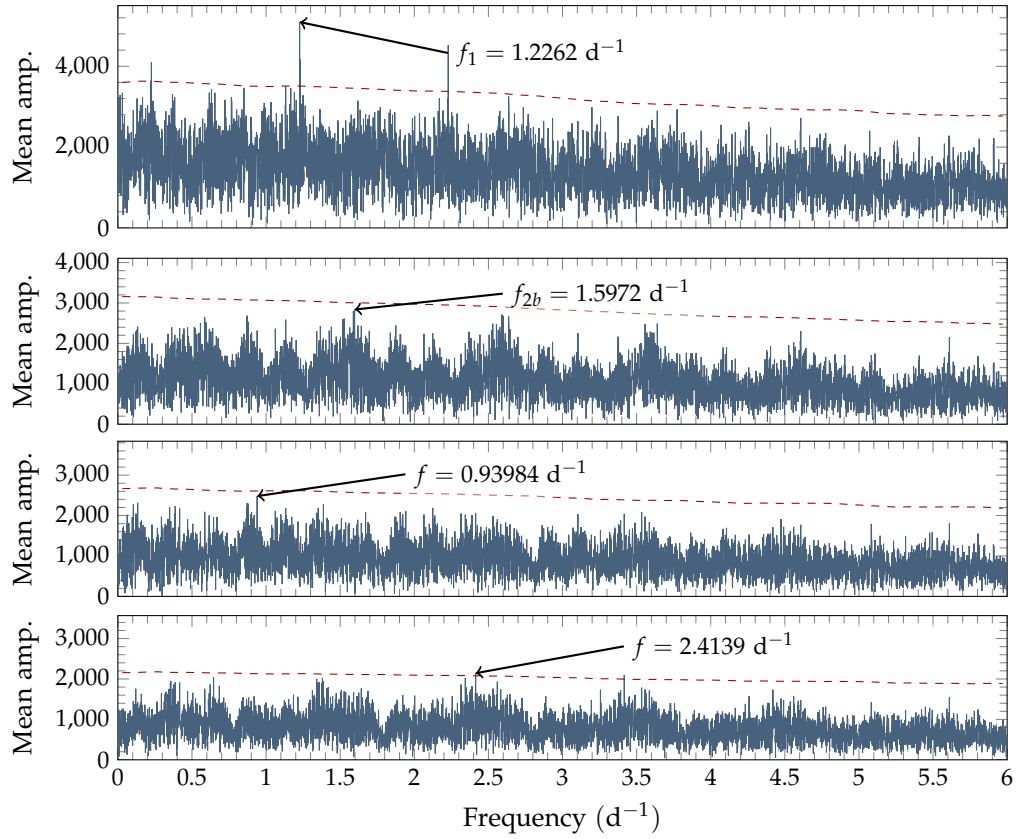 Mean amp.
4,000
2,000
0
f₁ = 1.2262 d⁻¹
Mean amp.
4,000
3,000
2,000
1,000
0
f₂b = 1.5972 d⁻¹
Mean amp.
3,000
2,000
1,000
0
f = 0.93984 d⁻¹
Mean amp.
3,000
2,000
1,000
0
f = 2.4139 d⁻¹
0 0.5 1 1.5 2 2.5 3 3.5 4 4.5 5 5.5 6
Frequency (d⁻¹)